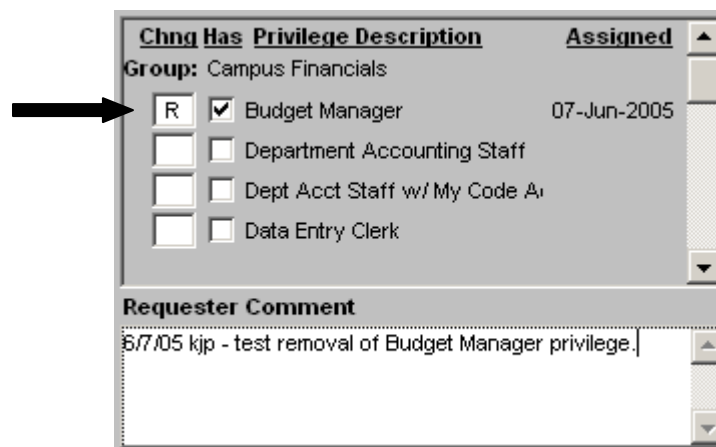 Chng Has Privilege Description Assigned
Group: Campus Financials
R Budget Manager 07-Jun-2005
Department Accounting Staff
Dept Acct Staff w/ My Code
Data Entry Clerk
Requester Comment
6/7/05 kjp - test removal of Budget Manager privilege.